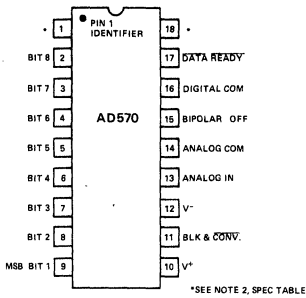 PIN 1
IDENTIFIER
* 1
18 *
BIT 8 2
17 DATA READY
BIT 7 3
16 DIGITAL COM
BIT 6 4
AD570
15 BIPOLAR OFF
BIT 5 5
14 ANALOG COM
BIT 4 6
13 ANALOG IN
BIT 3 7
12 V-
BIT 2 8
11 BLK & CONV.
MSB BIT 1 9
10 V+
*SEE NOTE 2, SPEC TABLE